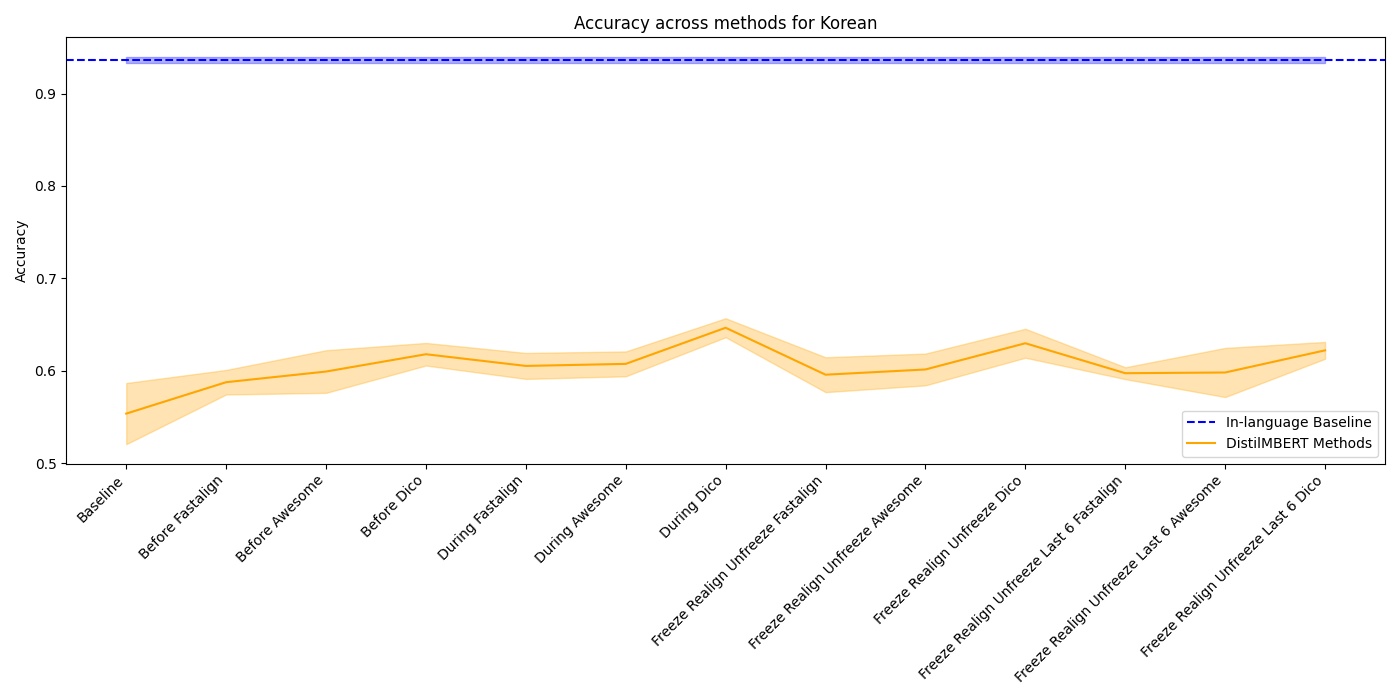 Accuracy across methods for Korean
Accuracy
0.9
0.8
0.7
0.6
0.5
In-language Baseline
DistilMBERT Methods
Baseline
Before Fastalign
Before Awesome
Before Dico
During Fastalign
During Awesome
During Dico
Freeze Realign Unfreeze Fastalign
Freeze Realign Unfreeze Awesome
Freeze Realign Unfreeze Dico
Freeze Realign Unfreeze Last 6 Fastalign
Freeze Realign Unfreeze Last 6 Awesome
Freeze Realign Unfreeze Last 6 Dico